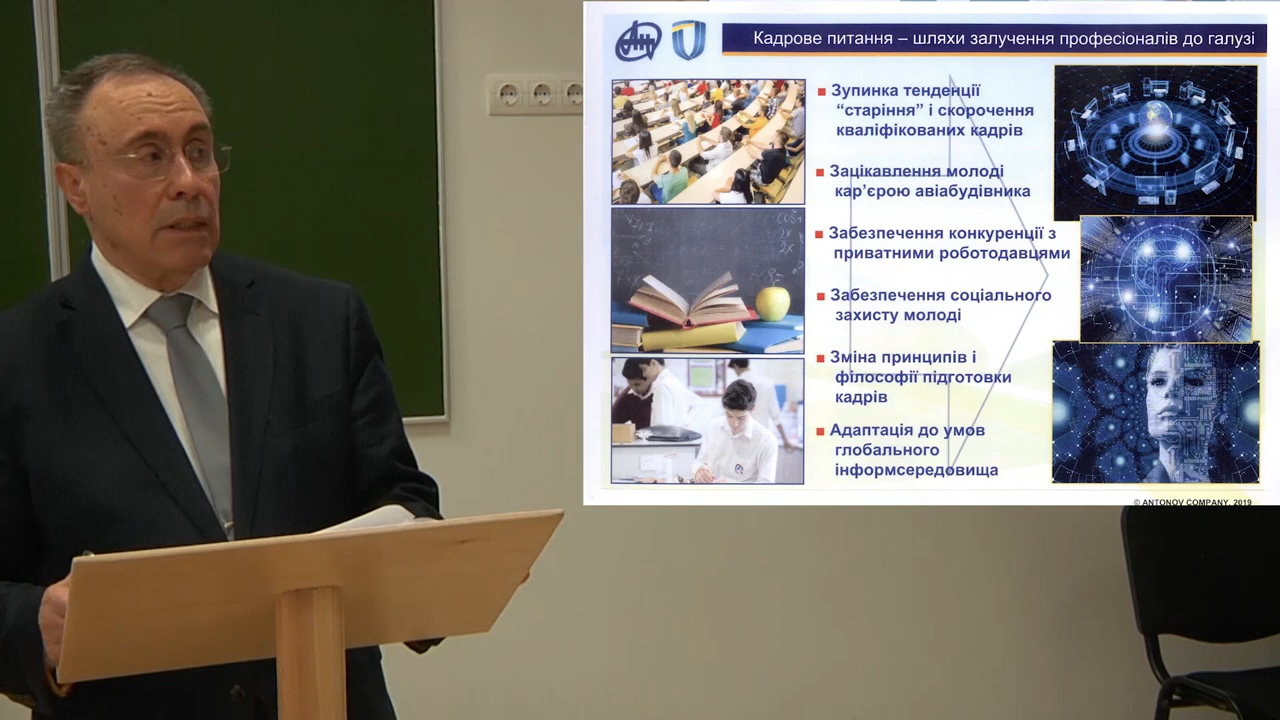 Кадрове питання – шляхи залучення професіоналів до галузі
Зупинка тенденції
“старіння” і скорочення
кваліфікованих кадрів
Зацікавлення молоді
кар’єрою авіабудівника
Забезпечення конкуренції з
приватними роботодавцями
Забезпечення соціального
захисту молоді
Зміна принципів і
філософії підготовки
кадрів
Адаптація до умов
глобального
інформсередовища
© ANTONOV COMPANY, 2019